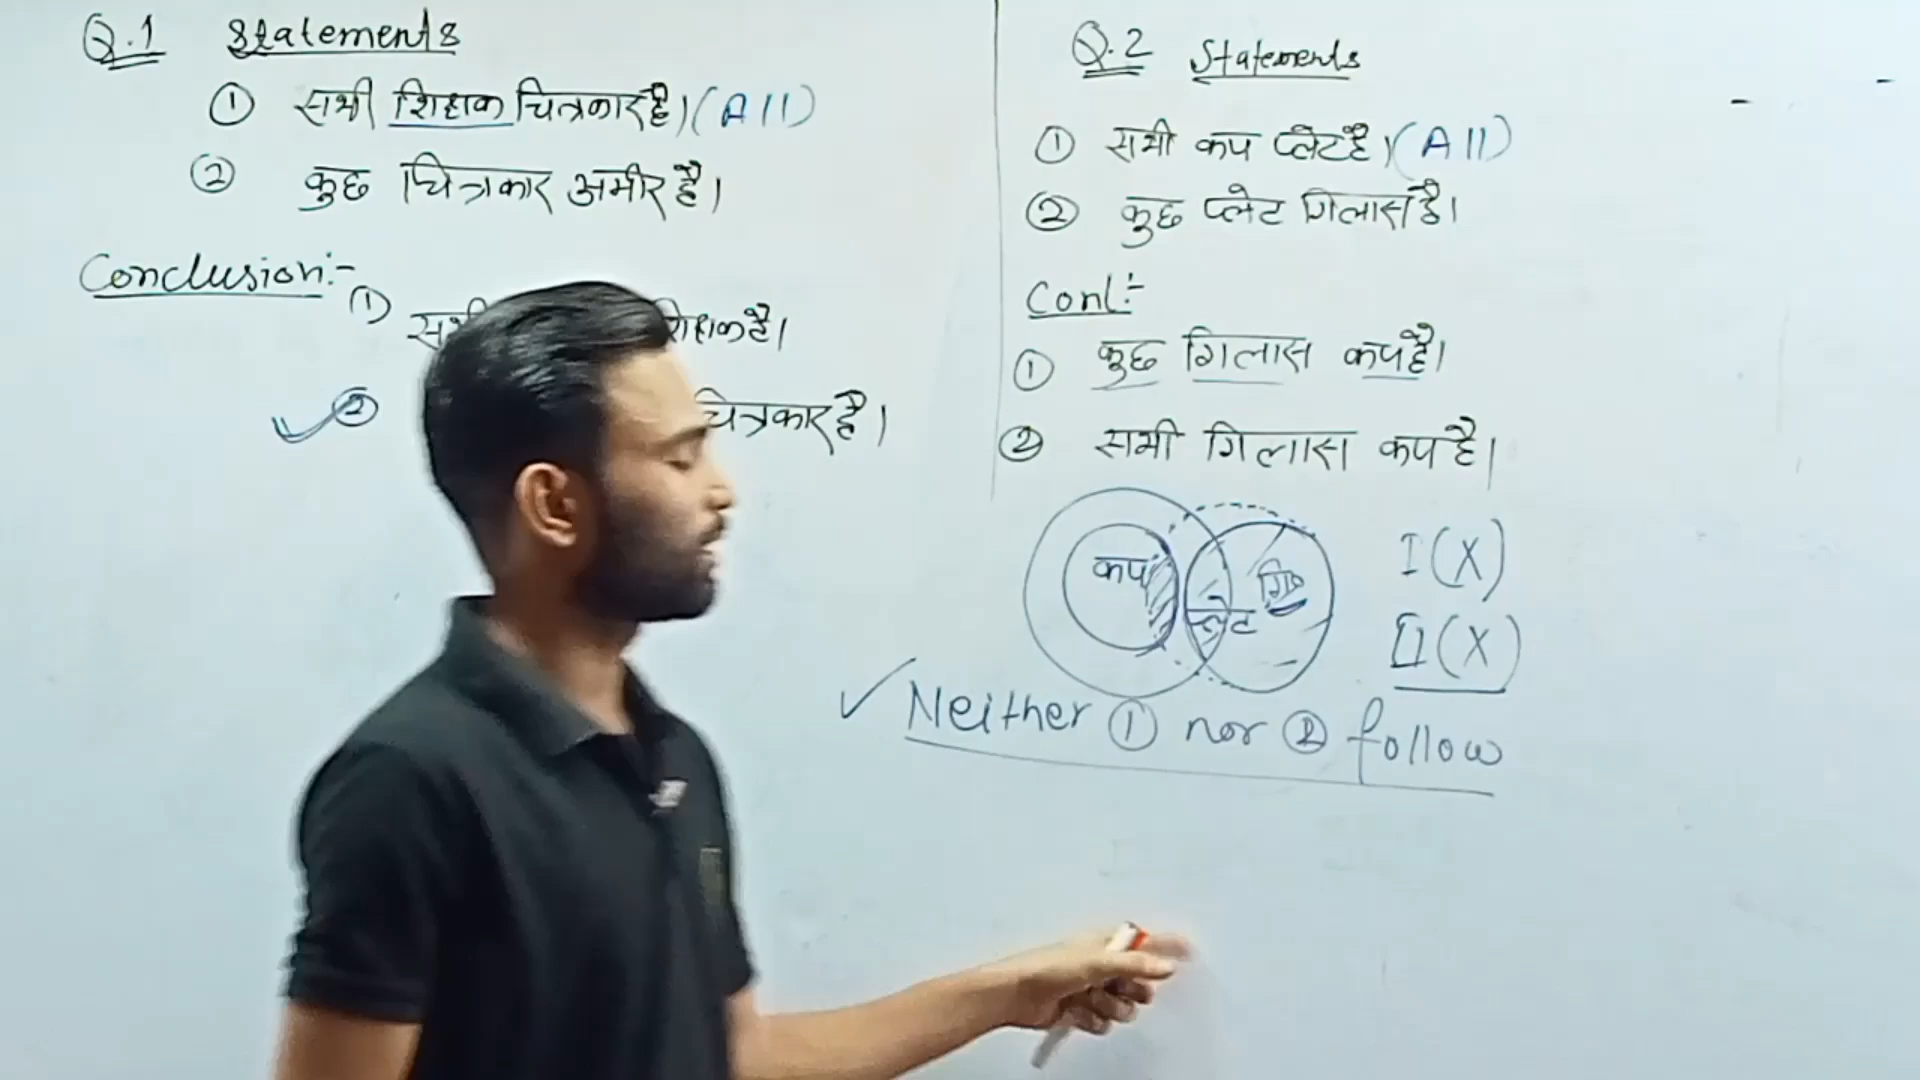 Q.1 Statements
① सभी शिक्षक चित्रकार है। (All)
② कुछ चित्रकार अमीर है।
Conclusion:-
① शिक्षक है।
② चित्रकार है।
Q.2 Statements
① सभी कप प्लेट है। (All)
② कुछ प्लेट गिलास है।
Conl:-
① कुछ गिलास कप है।
② सभी गिलास कप है।
कप प्लेट गि०
I (X)
II (X)
Neither ① nor ② follow